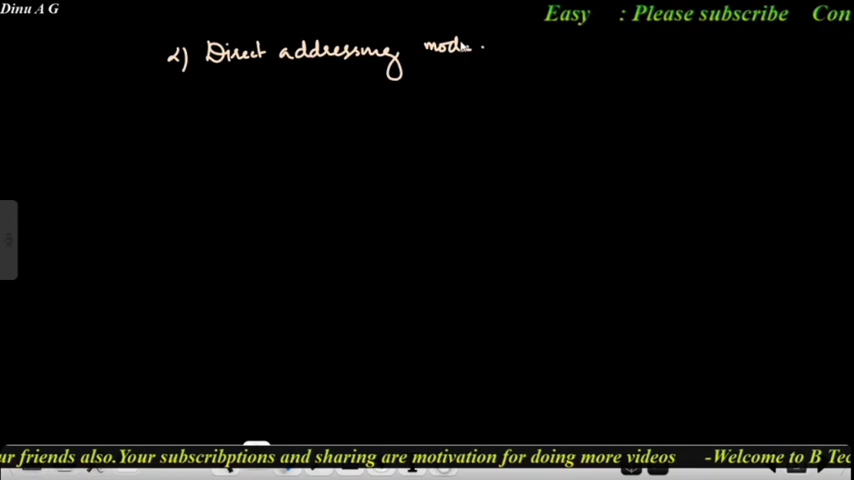 Dinu A G
Easy : Please subscribe Con
2) Direct addressing mode.
ur friends also.Your subscribptions and sharing are motivation for doing more videos -Welcome to B Tec